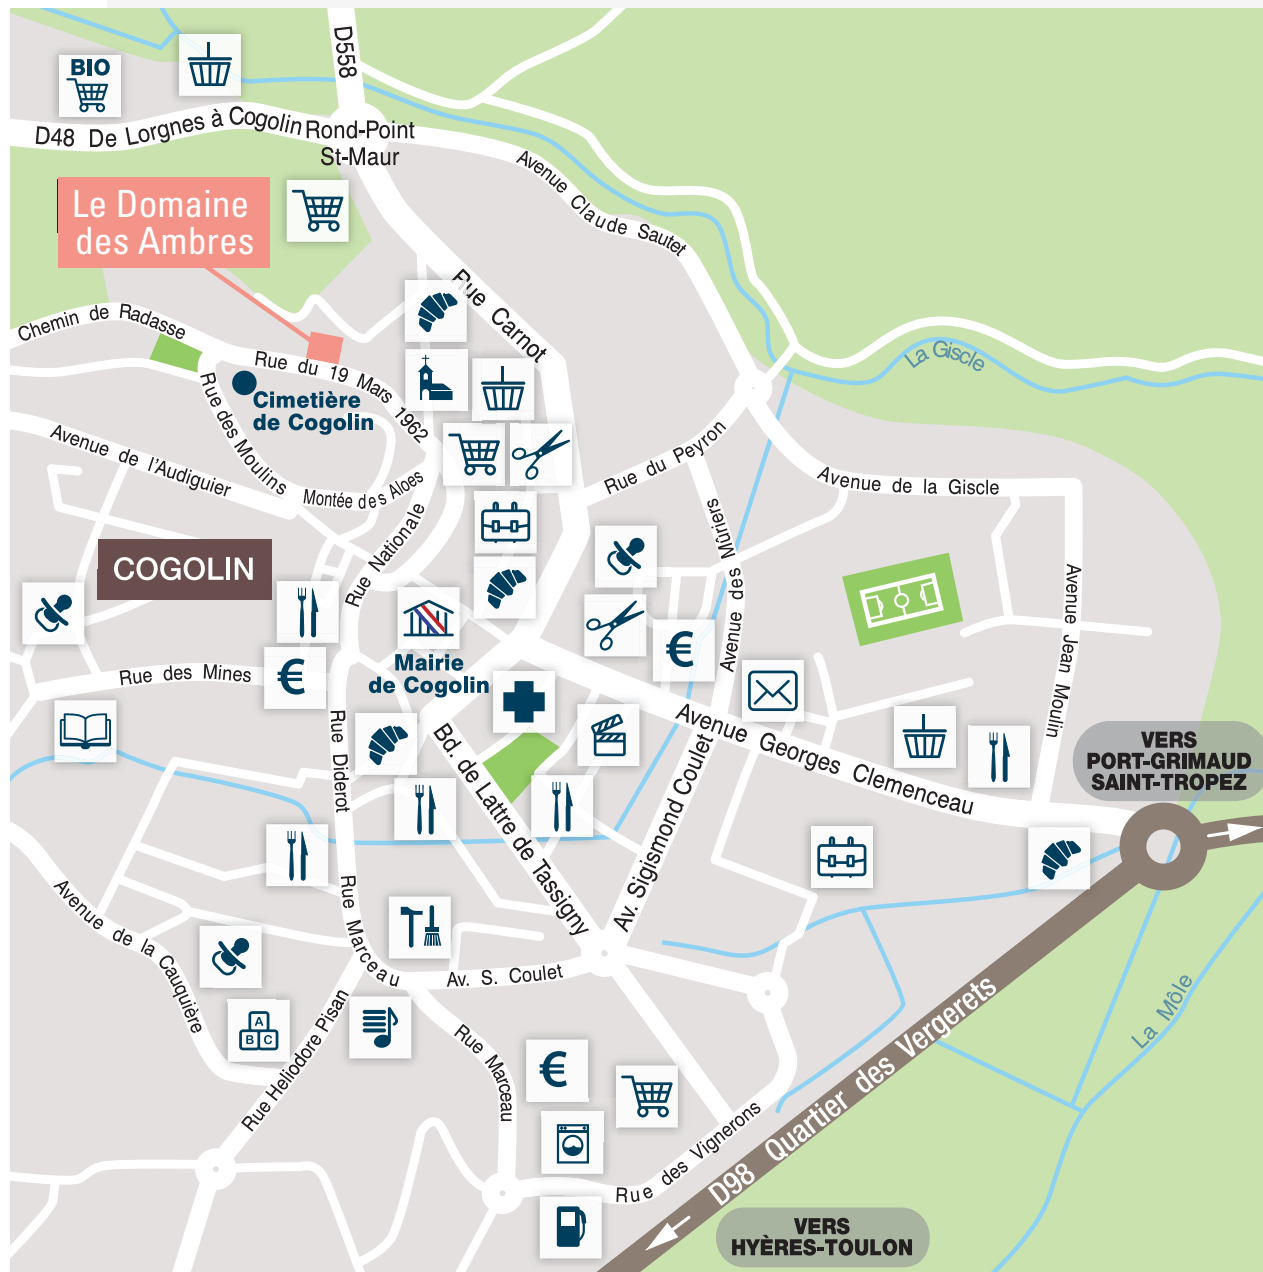 D558
BIO
D48 De Lorgnes à Cogolin
Rond-Point
St-Maur
Avenue Claude Sautet
Le Domaine
des Ambres
Rue Carnot
Chemin de Radasse
Rue du 19 Mars 1962
La Giscle
Cimetière
de Cogolin
Rue des Moulins
Avenue de l'Audiguier
Montée des Aloes
Rue du Peyron
Avenue de la Giscle
Rue Nationale
Avenue des Mûriers
COGOLIN
Avenue Jean Moulin
Mairie
de Cogolin
Rue des Mines
€
€
Rue Diderot
Bd. de Lattre de Tassigny
Avenue Georges Clemenceau
Av. Sigismond Coulet
VERS
PORT-GRIMAUD
SAINT-TROPEZ
Avenue de la Cauquière
Rue Marceau
Av. S. Coulet
A
B C
Rue Heliodore Pisan
Rue Marceau
€
La Môle
Rue des Vignerons
D98 Quartier des Vergerets
VERS
HYÈRES-TOULON